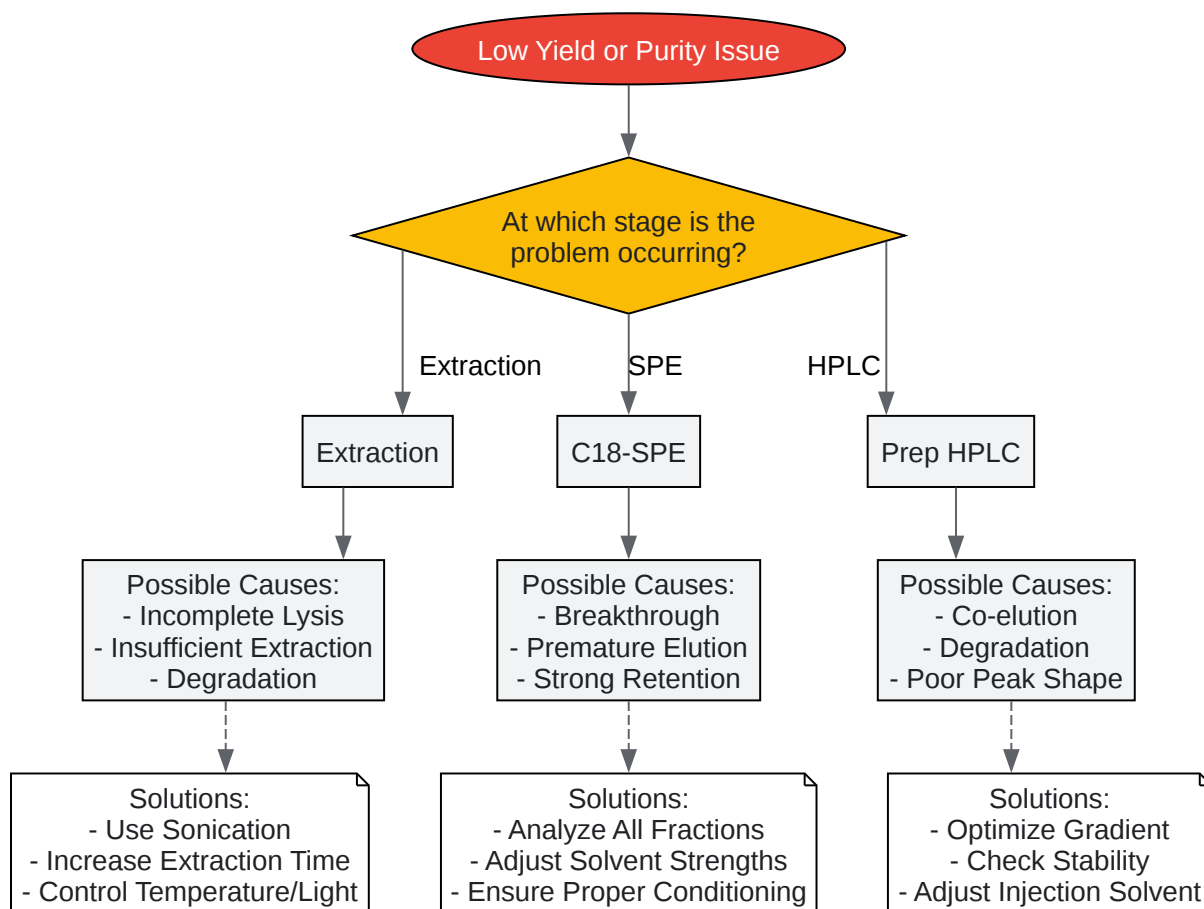 Low Yield or Purity Issue
At which stage is the
problem occurring?
Extraction
SPE
HPLC
Extraction
C18-SPE
Prep HPLC
Possible Causes:
- Incomplete Lysis
- Insufficient Extraction
- Degradation
Possible Causes:
- Breakthrough
- Premature Elution
- Strong Retention
Possible Causes:
- Co-elution
- Degradation
- Poor Peak Shape
Solutions:
- Use Sonication
- Increase Extraction Time
- Control Temperature/Light
Solutions:
- Analyze All Fractions
- Adjust Solvent Strengths
- Ensure Proper Conditioning
Solutions:
- Optimize Gradient
- Check Stability
- Adjust Injection Solvent